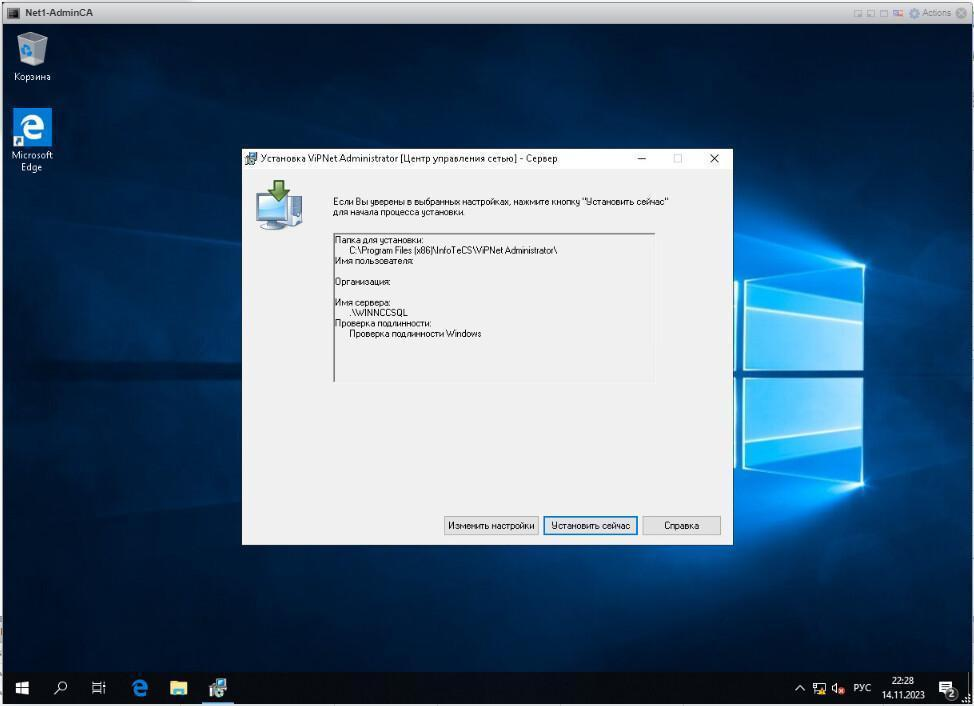 Net1-AdminCA
Actions
Корзина
Microsoft
Edge
Установка ViPNet Administrator [Центр управления сетью] - Сервер
Если Вы уверены в выбранных настройках, нажмите кнопку "Установить сейчас"
для начала процесса установки.
Папка для установки:
C:\Program Files (x86)\InfoTeCS\ViPNet Administrator\
Имя пользователя:
Организация:
Имя сервера:
.\WINNCCSQL
Проверка подлинности:
Проверка подлинности Windows
Изменить настройки
Установить сейчас
Справка
РУС
22:28
14.11.2023
2